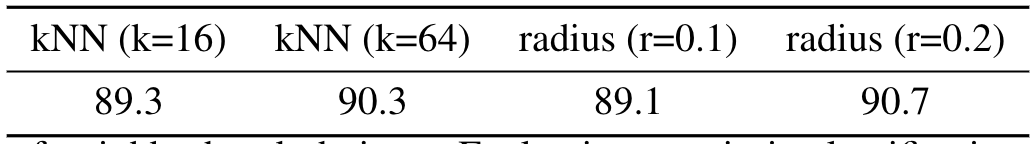 kNN (k=16) kNN (k=64) radius (r=0.1) radius (r=0.2)
89.3 90.3 89.1 90.7